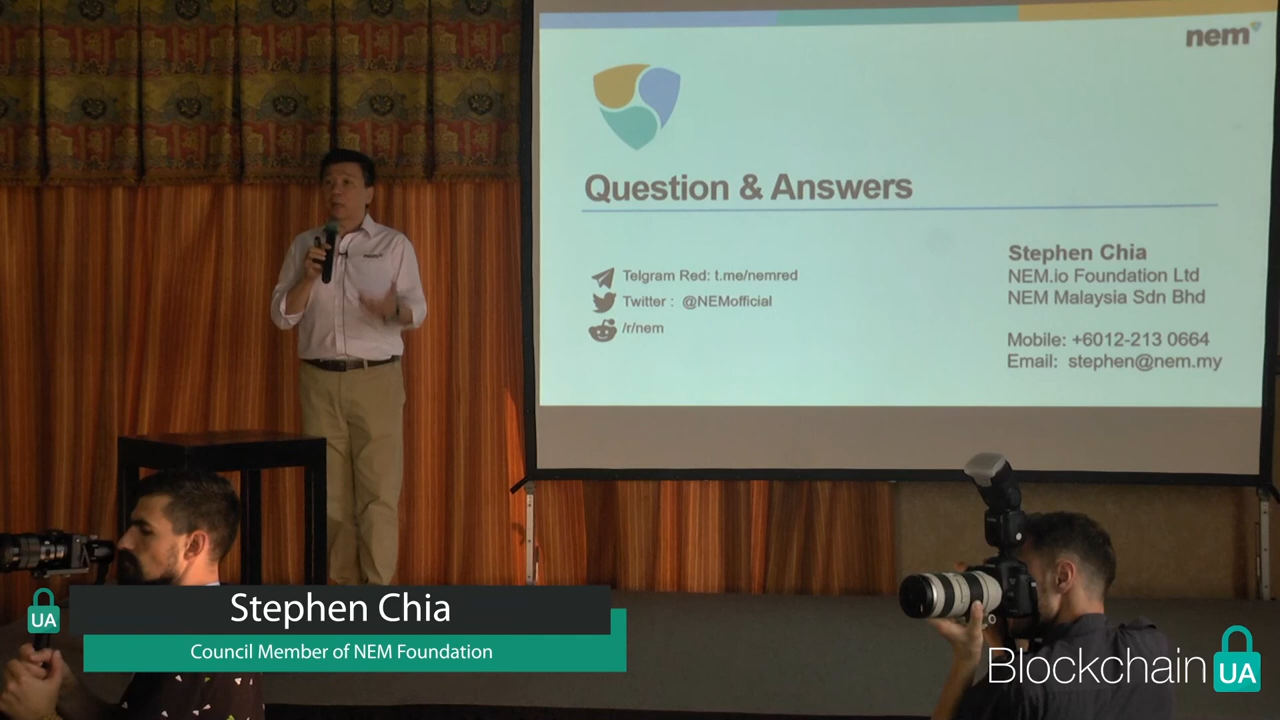 nem
Question & Answers
Telgram Red: t.me/nemred
Twitter : @NEMofficial
/r/nem
Stephen Chia
NEM.io Foundation Ltd
NEM Malaysia Sdn Bhd
Mobile: +6012-213 0664
Email: stephen@nem.my
UA
Stephen Chia
Council Member of NEM Foundation
Blockchain UA